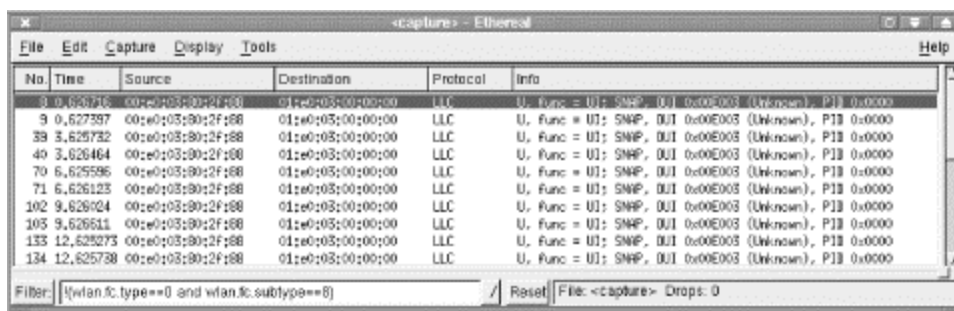 <capture> - Ethereal
File Edit Capture Display Tools Help
No. Time Source Destination Protocol Info
8 0.626716 00:e0:03:80:2f:88 01:e0:03:00:00:00 LLC U, func = UI; SNAP, OUI 0x00E003 (Unknown), PID 0x0000
9 0.627397 00:e0:03:80:2f:88 01:e0:03:00:00:00 LLC U, func = UI; SNAP, OUI 0x00E003 (Unknown), PID 0x0000
39 3.625732 00:e0:03:80:2f:88 01:e0:03:00:00:00 LLC U, func = UI; SNAP, OUI 0x00E003 (Unknown), PID 0x0000
40 3.626464 00:e0:03:80:2f:88 01:e0:03:00:00:00 LLC U, func = UI; SNAP, OUI 0x00E003 (Unknown), PID 0x0000
70 6.625596 00:e0:03:80:2f:88 01:e0:03:00:00:00 LLC U, func = UI; SNAP, OUI 0x00E003 (Unknown), PID 0x0000
71 6.626123 00:e0:03:80:2f:88 01:e0:03:00:00:00 LLC U, func = UI; SNAP, OUI 0x00E003 (Unknown), PID 0x0000
102 9.626024 00:e0:03:80:2f:88 01:e0:03:00:00:00 LLC U, func = UI; SNAP, OUI 0x00E003 (Unknown), PID 0x0000
103 9.626611 00:e0:03:80:2f:88 01:e0:03:00:00:00 LLC U, func = UI; SNAP, OUI 0x00E003 (Unknown), PID 0x0000
133 12.625273 00:e0:03:80:2f:88 01:e0:03:00:00:00 LLC U, func = UI; SNAP, OUI 0x00E003 (Unknown), PID 0x0000
134 12.625738 00:e0:03:80:2f:88 01:e0:03:00:00:00 LLC U, func = UI; SNAP, OUI 0x00E003 (Unknown), PID 0x0000
Filter: !(wlan.fc.type==0 and wlan.fc.subtype==8) / Reset File: <capture> Drops: 0